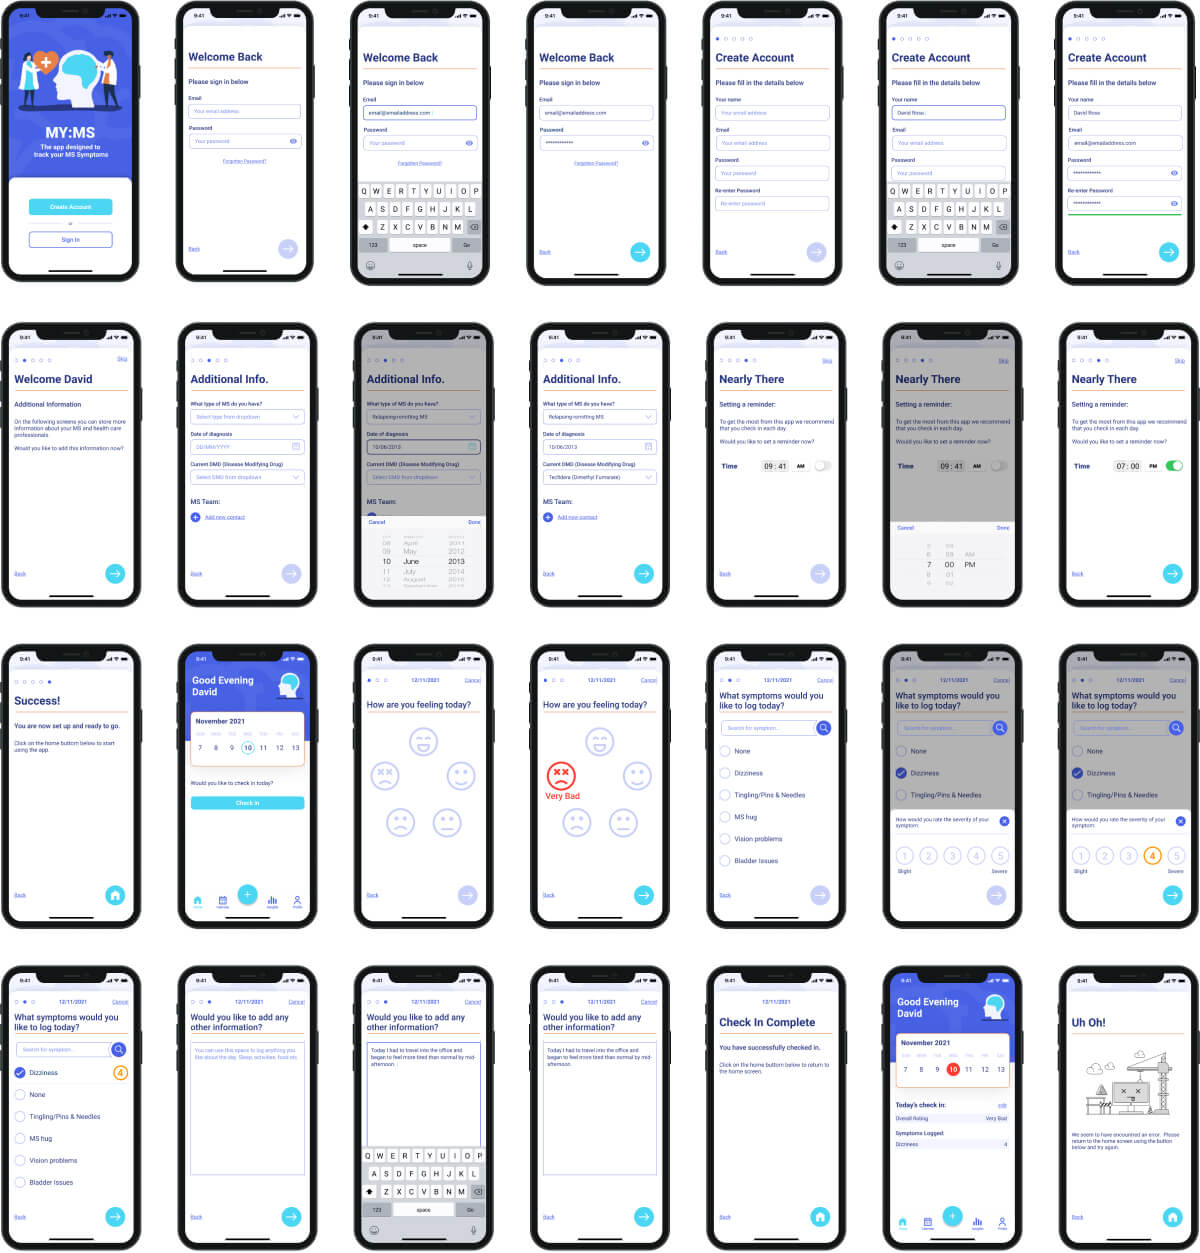 9:41
MY:MS
The app designed to
track your MS Symptoms
Create Account
or
Sign In
9:41
Welcome Back
Please sign in below
Email
Your email address
Password
Your password
Forgotten Password?
Back
9:41
Welcome Back
Please sign in below
Email
email@emailaddress.com
Password
Your password
Forgotten Password?
Q W E R T Y U I O P
A S D F G H J K L
Z X C V B N M
123 space Go
9:41
Welcome Back
Please sign in below
Email
email@emailaddress.com
Password
************
Forgotten Password?
Back
9:41
Create Account
Please fill in the details below
Your name
Your email address
Email
Your email address
Password
Your password
Re-enter Password
Re-enter password
Back
9:41
Create Account
Please fill in the details below
Your name
David Rose
Email
Your email address
Password
Your password
Q W E R T Y U I O P
A S D F G H J K L
Z X C V B N M
123 space Go
9:41
Create Account
Please fill in the details below
Your name
David Rose
Email
email@emailaddress.com
Password
************
Re-enter Password
************
Back
9:41
Skip
Welcome David
Additional Information
On the following screens you can store more
information about your MS and health care
professionals
Would you like to add this information now?
Back
9:41
Additional Info.
What type of MS do you have?
Select type from dropdown
Date of diagnosis
DD/MM/YYYY
Current DMD (Disease Modifying Drug)
Select DMD from dropdown
MS Team:
Add new contact
Back
9:41
Additional Info.
What type of MS do you have?
Relapsing-remitting MS
Date of diagnosis
10/06/2013
Current DMD (Disease Modifying Drug)
Select DMD from dropdown
MS Team:
Cancel Done
08 April 2011
09 May 2012
10 June 2013
11 July 2014
12 August 2015
9:41
Additional Info.
What type of MS do you have?
Relapsing-remitting MS
Date of diagnosis
10/06/2013
Current DMD (Disease Modifying Drug)
Tecfidera (Dimethyl Fumarate)
MS Team:
Add new contact
Back
9:41
Skip
Nearly There
Setting a reminder:
To get the most from this app we recommend
that you check in each day.
Would you like to set a reminder now?
Time 09 : 41 AM
Back
9:41
Skip
Nearly There
Setting a reminder:
To get the most from this app we recommend
that you check in each day.
Would you like to set a reminder now?
Time 09 : 41 AM
Cancel Done
6 59 AM
7 00 PM
8 01
9 02
9:41
Skip
Nearly There
Setting a reminder:
To get the most from this app we recommend
that you check in each day.
Would you like to set a reminder now?
Time 07 : 00 PM
Back
9:41
Success!
You are now set up and ready to go.
Click on the home buttom below to start
using the app.
Back
9:41
Good Evening
David
November 2021
SUN MON TUE WED THU FRI SAT
7 8 9 10 11 12 13
Would you like to check in today?
Check in
Home Calendar Insights Profile
9:41
12/11/2021 Cancel
How are you feeling today?
Back
9:41
12/11/2021 Cancel
How are you feeling today?
Very Bad
Back
9:41
12/11/2021 Cancel
What symptoms would you
like to log today?
Search for symptom...
None
Dizziness
Tingling/Pins & Needles
MS hug
Vision problems
Bladder Issues
Back
9:41
12/11/2021 Cancel
What symptoms would you
like to log today?
Search for symptom...
None
Dizziness
Tingling/Pins & Needles
How would you rate the severity of your
symptom:
1 2 3 4 5
Slight Severe
9:41
12/11/2021 Cancel
What symptoms would you
like to log today?
Search for symptom...
None
Dizziness
Tingling/Pins & Needles
How would you rate the severity of your
symptom:
1 2 3 4 5
Slight Severe
9:41
12/11/2021 Cancel
What symptoms would you
like to log today?
Search for symptom...
Dizziness 4
None
Tingling/Pins & Needles
MS hug
Vision problems
Bladder Issues
Back
9:41
12/11/2021 Cancel
Would you like to add any
other information?
You can use this space to log anything you
like about the day. Sleep, activities, food etc.
Back
9:41
12/11/2021 Cancel
Would you like to add any
other information?
Today I had to travel into the office and
began to feel more tired than normal by mid-
afternoon.
Q W E R T Y U I O P
A S D F G H J K L
Z X C V B N M
123 space Go
9:41
12/11/2021 Cancel
Would you like to add any
other information?
Today I had to travel into the office and
began to feel more tired than normal by mid-
afternoon.
Back
9:41
12/11/2021
Check In Complete
You have successfully checked in.
Click on the home buttom below to return to
the home screen.
9:41
Good Evening
David
November 2021
SUN MON TUE WED THU FRI SAT
7 8 9 10 11 12 13
Today's check in: edit
Overall Rating Very Bad
Symptoms Logged
Dizziness 4
Home Calendar Insights Profile
9:41
Uh Oh!
We seem to have encountred an error. Please
return to the home screen using the button
below and try again.